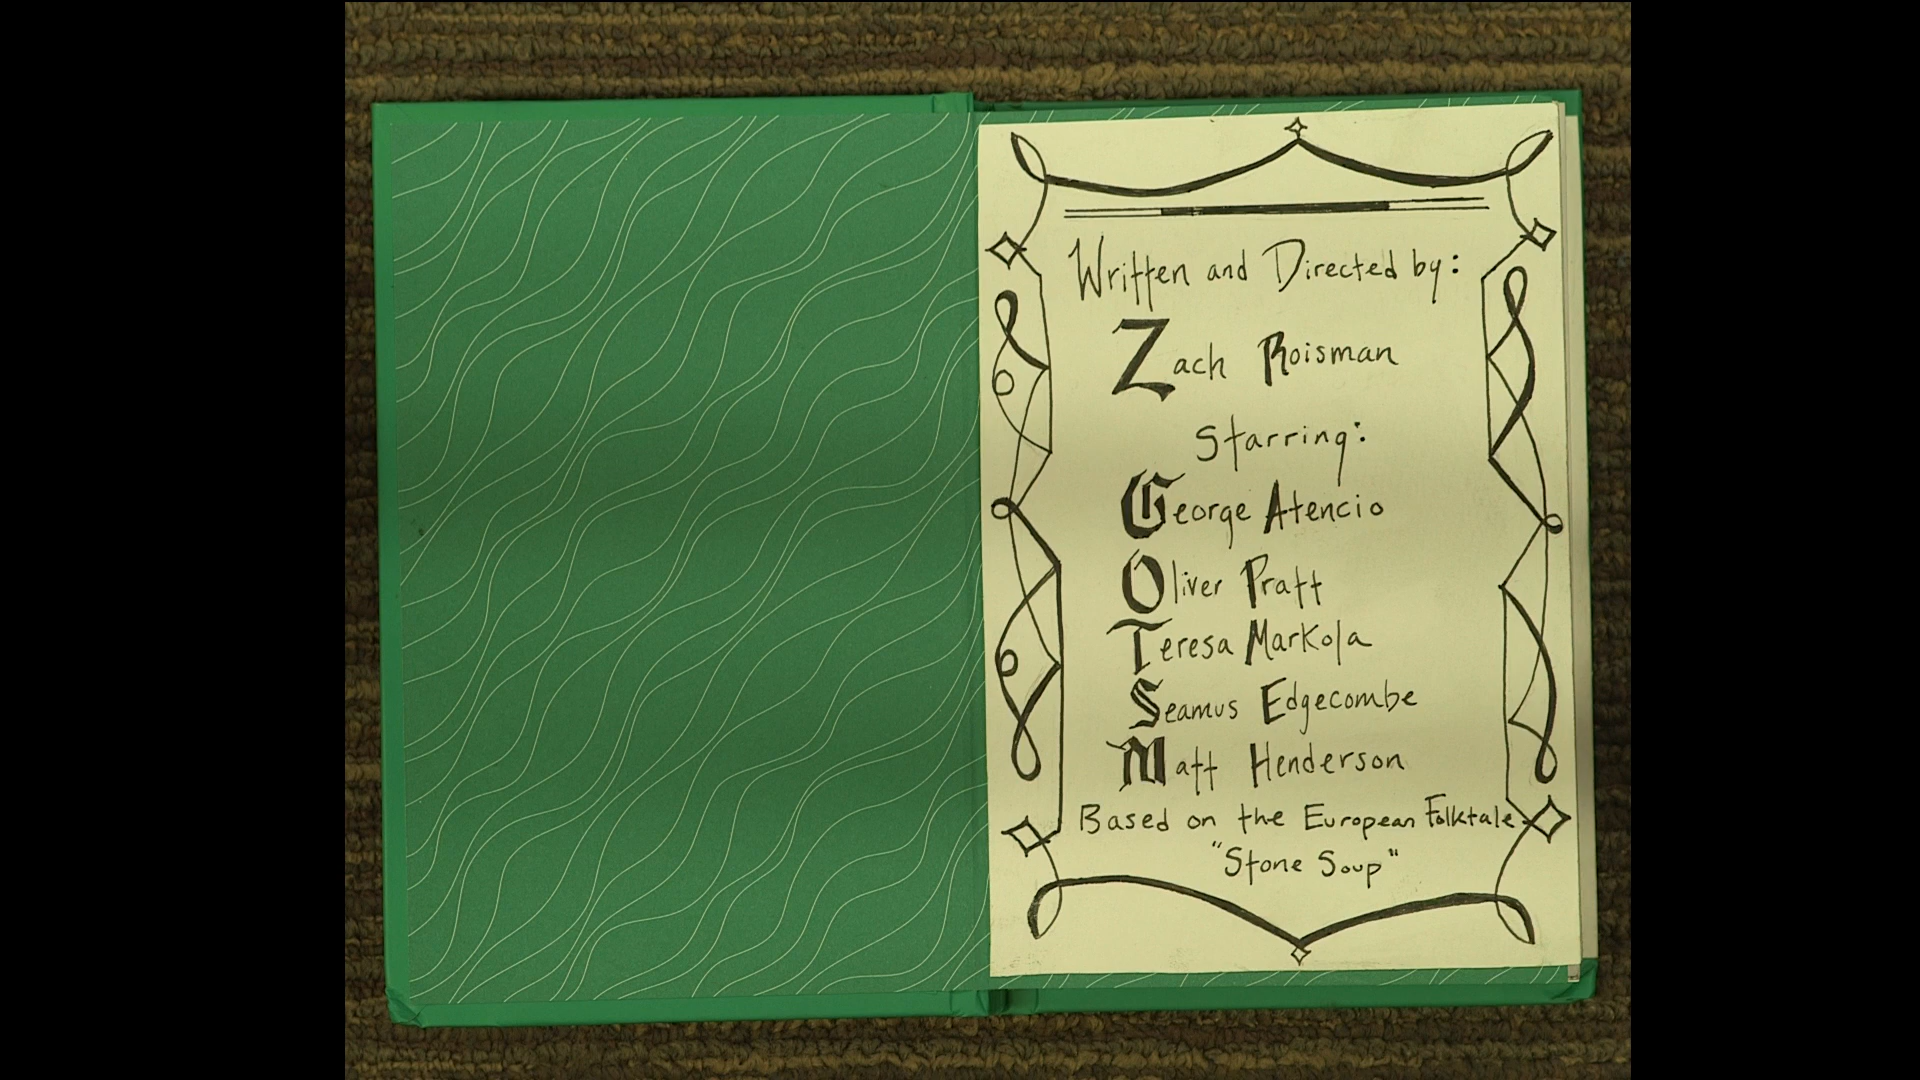 Written and Directed by:
Zach Roisman
Starring:
George Atencio
Oliver Pratt
Teresa Markola
Seamus Edgecombe
Matt Henderson
Based on the European Folktale
"Stone Soup"